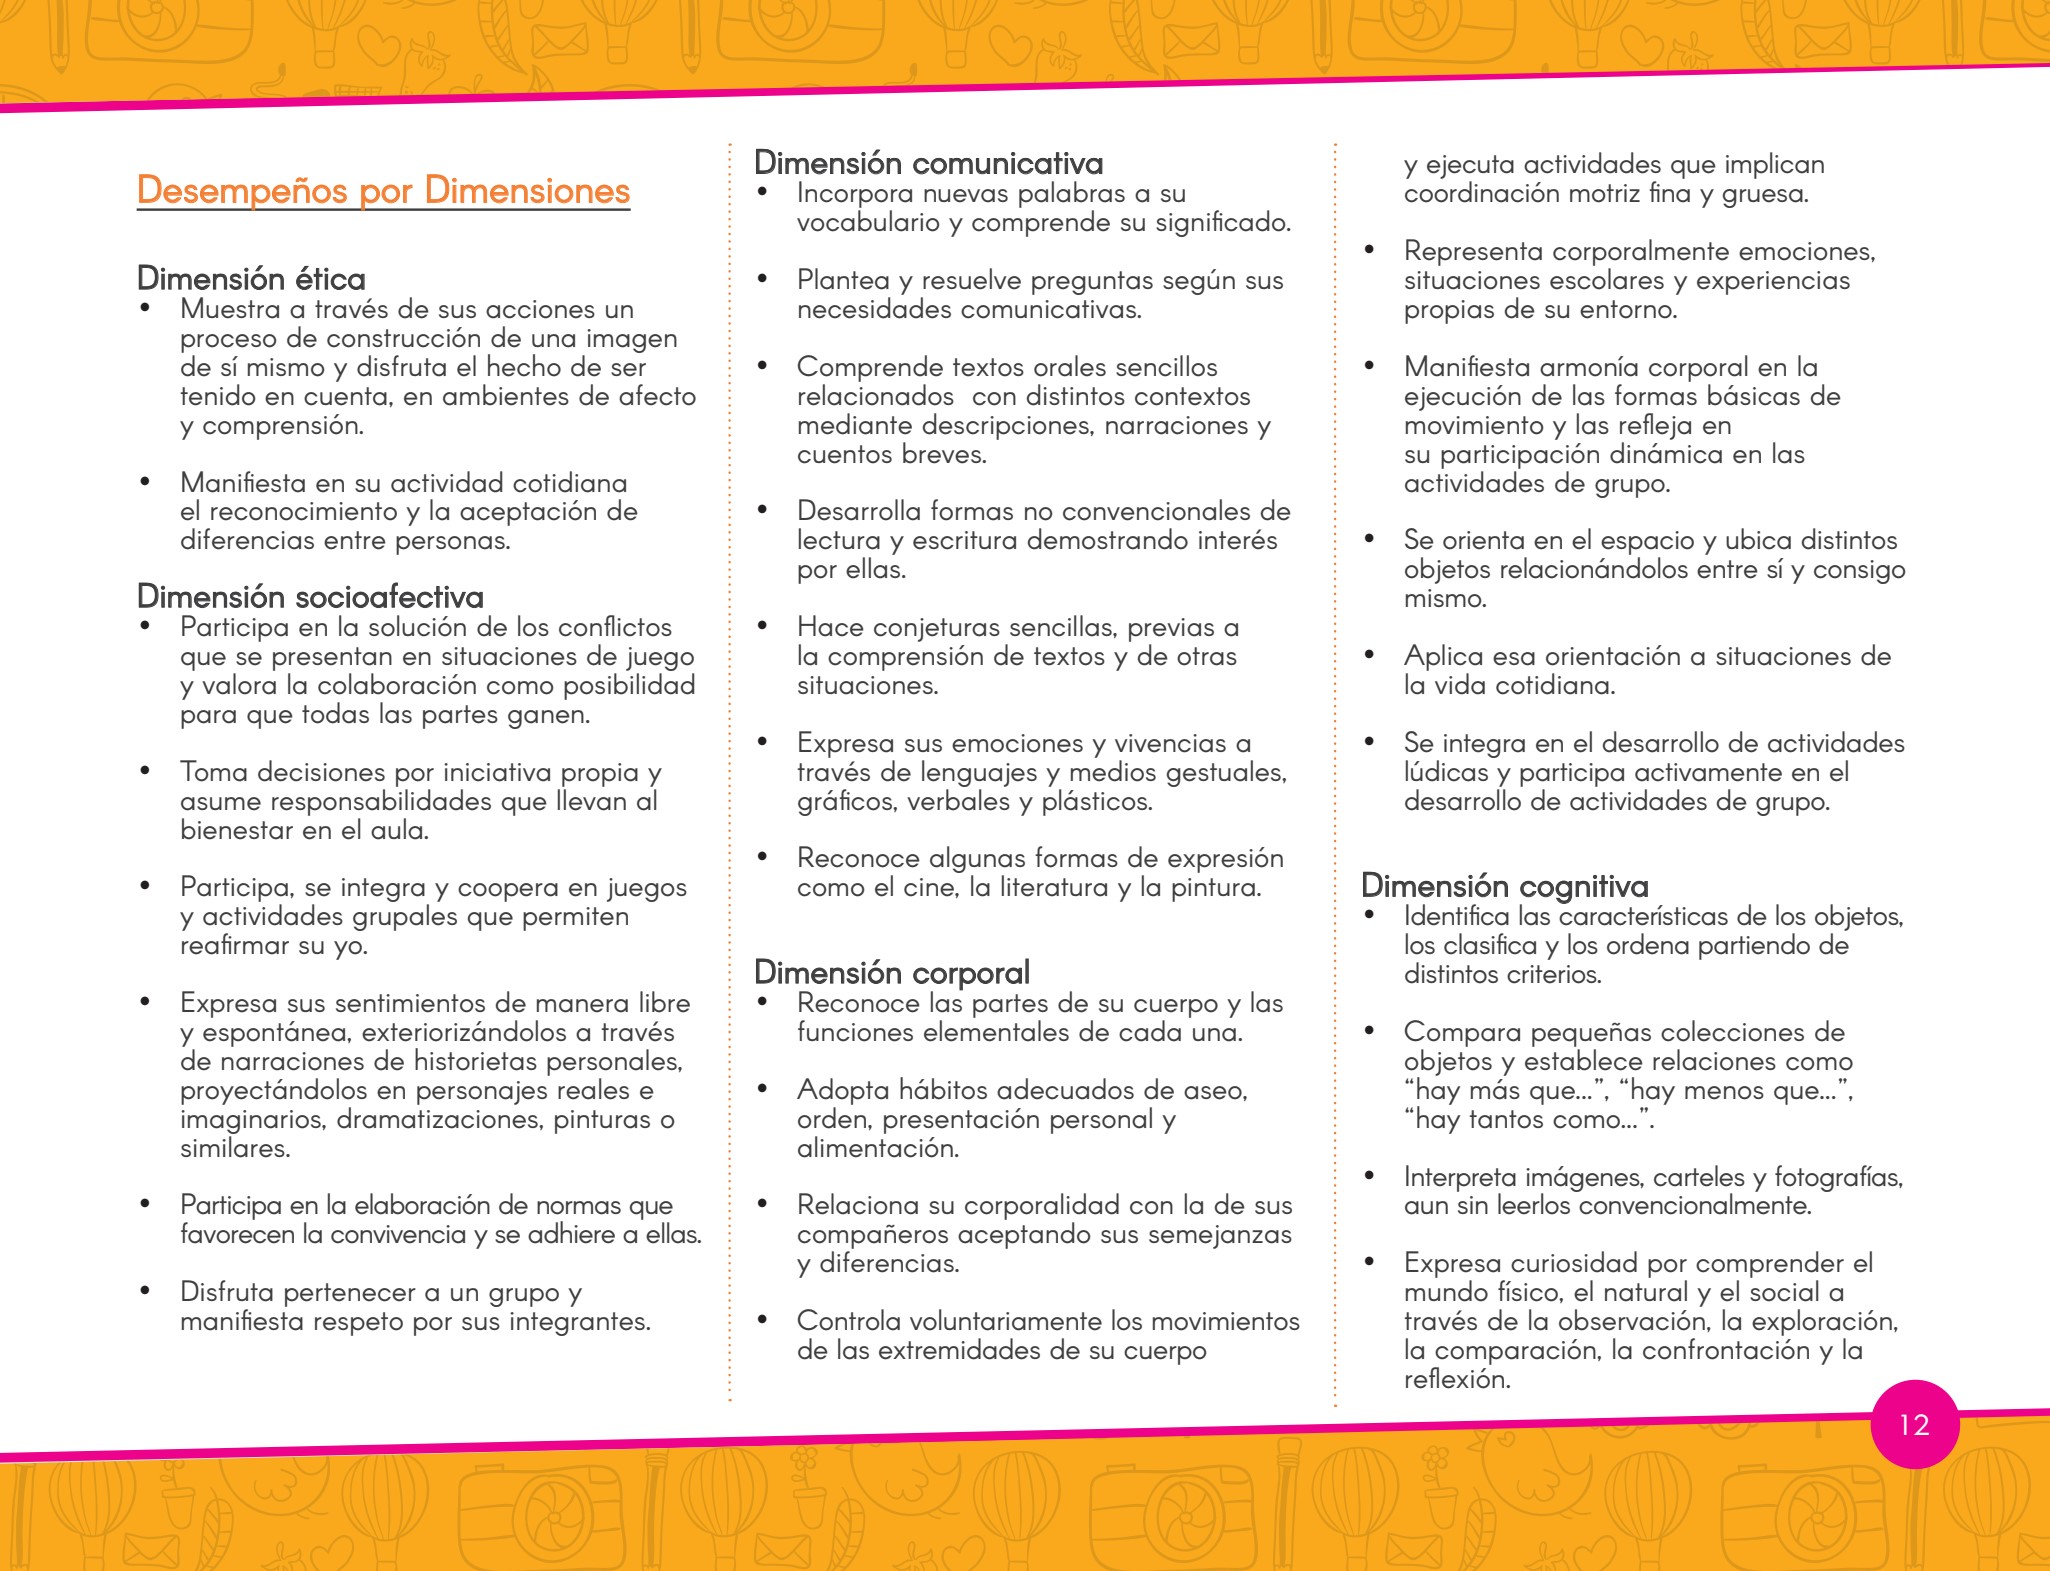 Desempeños por Dimensiones
Dimensión ética
• Muestra a través de sus acciones un
proceso de construcción de una imagen
de sí mismo y disfruta el hecho de ser
tenido en cuenta, en ambientes de afecto
y comprensión.
• Manifiesta en su actividad cotidiana
el reconocimiento y la aceptación de
diferencias entre personas.
Dimensión socioafectiva
• Participa en la solución de los conflictos
que se presentan en situaciones de juego
y valora la colaboración como posibilidad
para que todas las partes ganen.
• Toma decisiones por iniciativa propia y
asume responsabilidades que llevan al
bienestar en el aula.
• Participa, se integra y coopera en juegos
y actividades grupales que permiten
reafirmar su yo.
• Expresa sus sentimientos de manera libre
y espontánea, exteriorizándolos a través
de narraciones de historietas personales,
proyectándolos en personajes reales e
imaginarios, dramatizaciones, pinturas o
similares.
• Participa en la elaboración de normas que
favorecen la convivencia y se adhiere a ellas.
• Disfruta pertenecer a un grupo y
manifiesta respeto por sus integrantes.
Dimensión comunicativa
• Incorpora nuevas palabras a su
vocabulario y comprende su significado.
• Plantea y resuelve preguntas según sus
necesidades comunicativas.
• Comprende textos orales sencillos
relacionados  con distintos contextos
mediante descripciones, narraciones y
cuentos breves.
• Desarrolla formas no convencionales de
lectura y escritura demostrando interés
por ellas.
• Hace conjeturas sencillas, previas a
la comprensión de textos y de otras
situaciones.
• Expresa sus emociones y vivencias a
través de lenguajes y medios gestuales,
gráficos, verbales y plásticos.
• Reconoce algunas formas de expresión
como el cine, la literatura y la pintura.
Dimensión corporal
• Reconoce las partes de su cuerpo y las
funciones elementales de cada una.
• Adopta hábitos adecuados de aseo,
orden, presentación personal y
alimentación.
• Relaciona su corporalidad con la de sus
compañeros aceptando sus semejanzas
y diferencias.
• Controla voluntariamente los movimientos
de las extremidades de su cuerpo
y ejecuta actividades que implican
coordinación motriz fina y gruesa.
• Representa corporalmente emociones,
situaciones escolares y experiencias
propias de su entorno.
• Manifiesta armonía corporal en la
ejecución de las formas básicas de
movimiento y las refleja en
su participación dinámica en las
actividades de grupo.
• Se orienta en el espacio y ubica distintos
objetos relacionándolos entre sí y consigo
mismo.
• Aplica esa orientación a situaciones de
la vida cotidiana.
• Se integra en el desarrollo de actividades
lúdicas y participa activamente en el
desarrollo de actividades de grupo.
Dimensión cognitiva
• Identifica las características de los objetos,
los clasifica y los ordena partiendo de
distintos criterios.
• Compara pequeñas colecciones de
objetos y establece relaciones como
“hay más que...”, “hay menos que...”,
“hay tantos como...”.
• Interpreta imágenes, carteles y fotografías,
aun sin leerlos convencionalmente.
• Expresa curiosidad por comprender el
mundo físico, el natural y el social a
través de la observación, la exploración,
la comparación, la confrontación y la
reflexión.
12